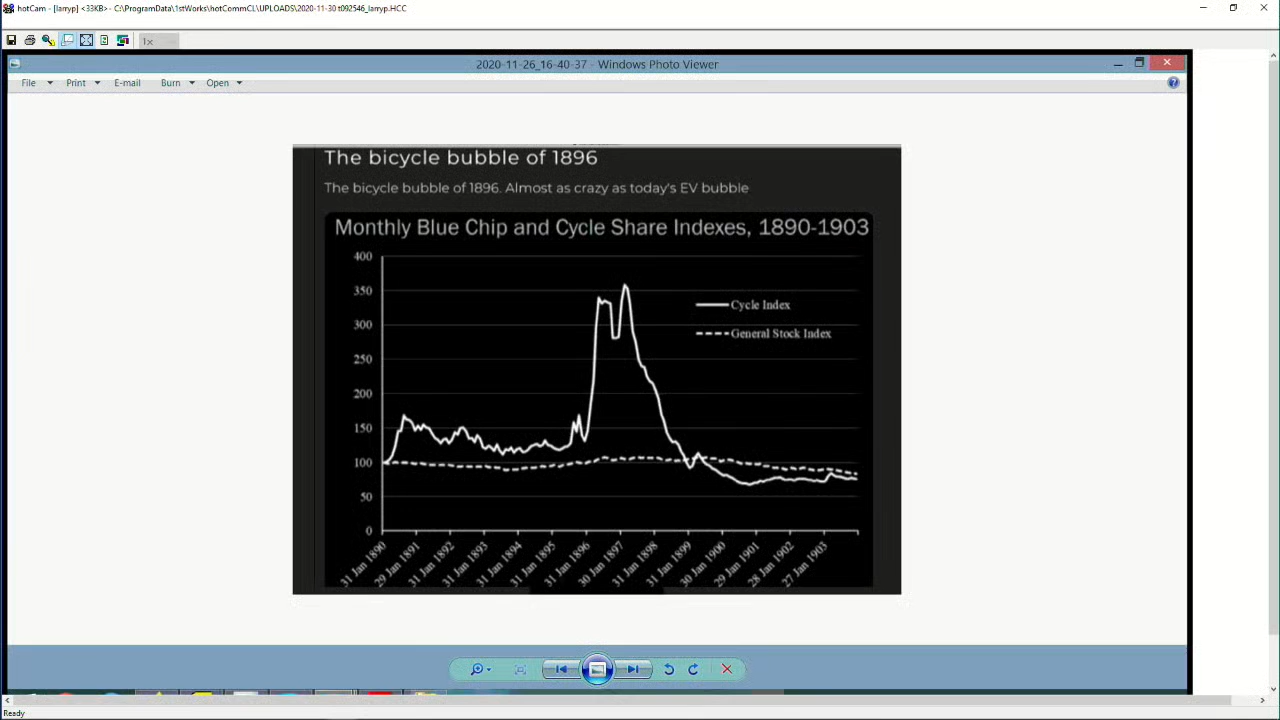 hotCam - [larryp] <33KB> - C:\ProgramData\1stWorks\hotCommCL\UPLOADS\2020-11-30 t092546_larryp.HCC
1x
2020-11-26_16-40-37 - Windows Photo Viewer
File Print E-mail Burn Open
The bicycle bubble of 1896
The bicycle bubble of 1896. Almost as crazy as today's EV bubble
Monthly Blue Chip and Cycle Share Indexes, 1890-1903
400
350
300
250
200
150
100
50
0
Cycle Index
General Stock Index
31 Jan 1890
29 Jan 1891
31 Jan 1892
31 Jan 1893
31 Jan 1894
31 Jan 1895
31 Jan 1896
30 Jan 1897
31 Jan 1898
31 Jan 1899
30 Jan 1900
29 Jan 1901
28 Jan 1902
27 Jan 1903
Ready